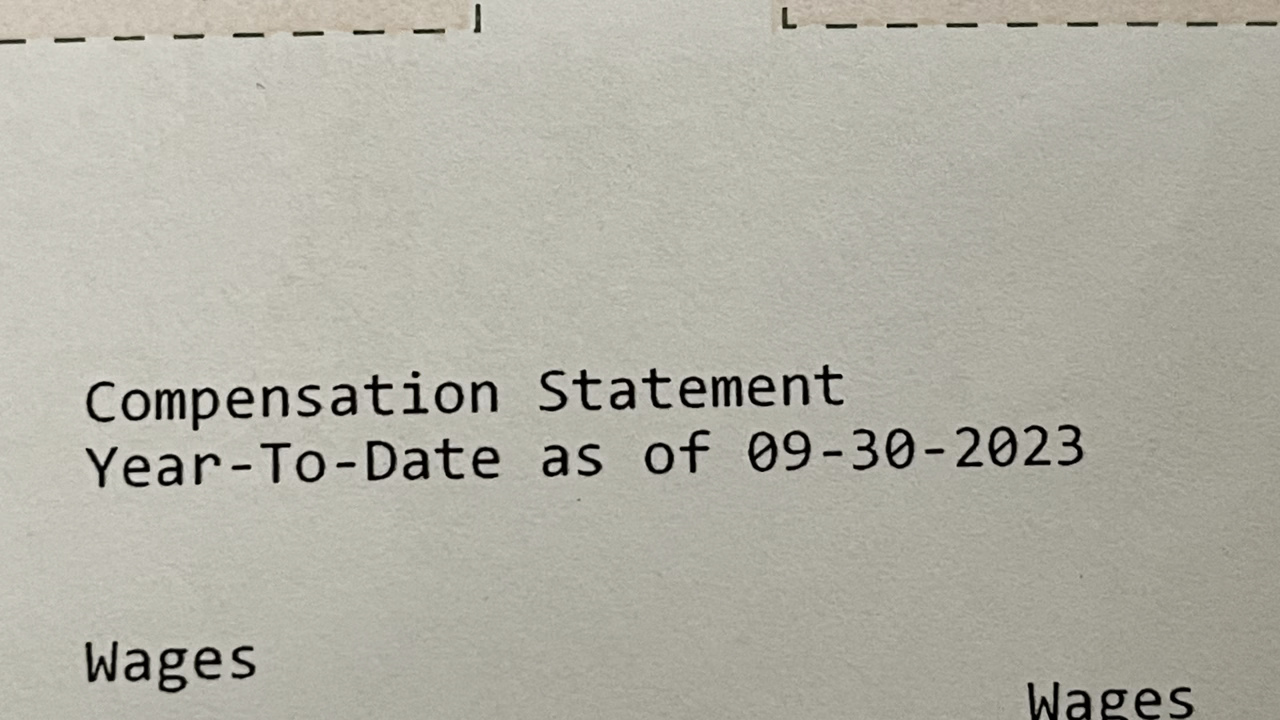 Compensation Statement
Year-To-Date as of 09-30-2023
Wages
Wages